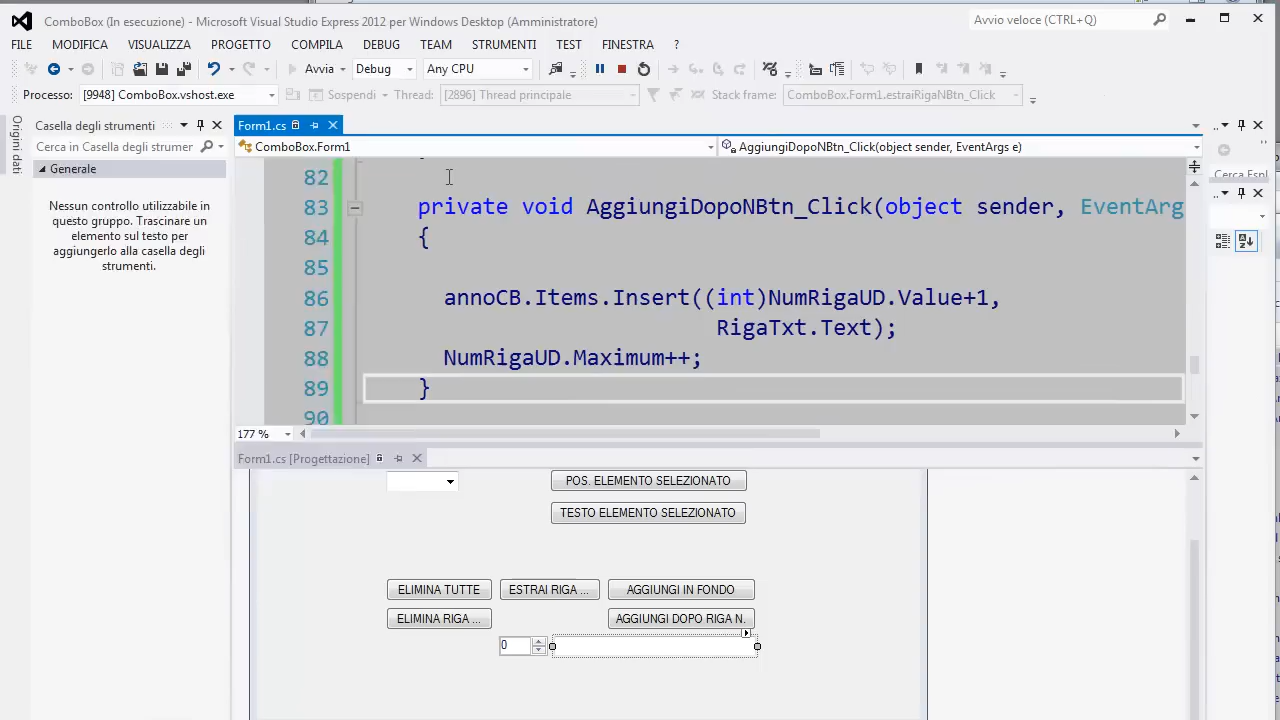 ComboBox (In esecuzione) - Microsoft Visual Studio Express 2012 per Windows Desktop (Amministratore)
Avvio veloce (CTRL+Q)
FILE MODIFICA VISUALIZZA PROGETTO COMPILA DEBUG TEAM STRUMENTI TEST FINESTRA ?
Avvia Debug Any CPU
Processo: [9948] ComboBox.vshost.exe Sospendi Thread: [2896] Thread principale Stack frame: ComboBox.Form1.estraiRigaNBtn_Click
Origini dati
Casella degli strumenti
Cerca in Casella degli strumer
Generale
Nessun controllo utilizzabile in
questo gruppo. Trascinare un
elemento sul testo per
aggiungerlo alla casella degli
strumenti.
Form1.cs
ComboBox.Form1 AggiungiDopoNBtn_Click(object sender, EventArgs e)
82
83 private void AggiungiDopoNBtn_Click(object sender, EventArg
84 {
85
86 annoCB.Items.Insert((int)NumRigaUD.Value+1,
87 RigaTxt.Text);
88 NumRigaUD.Maximum++;
89 }
90
177 %
Form1.cs [Progettazione]
POS. ELEMENTO SELEZIONATO
TESTO ELEMENTO SELEZIONATO
ELIMINA TUTTE ESTRAI RIGA ... AGGIUNGI IN FONDO
ELIMINA RIGA ... AGGIUNGI DOPO RIGA N.
0
Cerca Espl